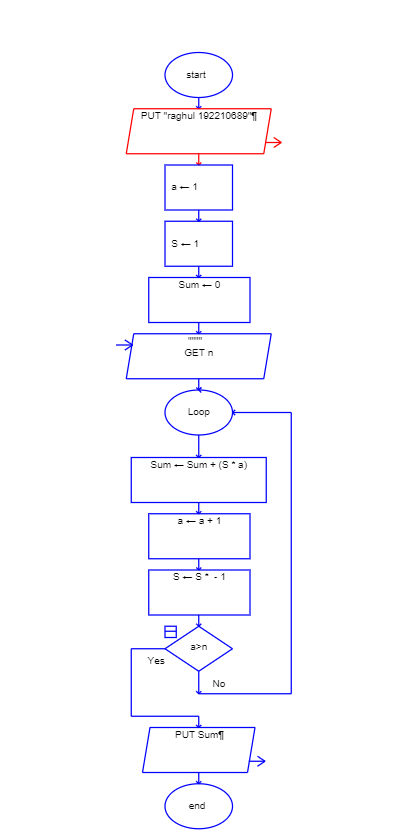 start
PUT "raghul 192210689"¶
a ← 1
S ← 1
Sum ← 0
""""
GET n
Loop
Sum ← Sum + (S * a)
a ← a + 1
S ← S * - 1
a>n
Yes
No
PUT Sum¶
end